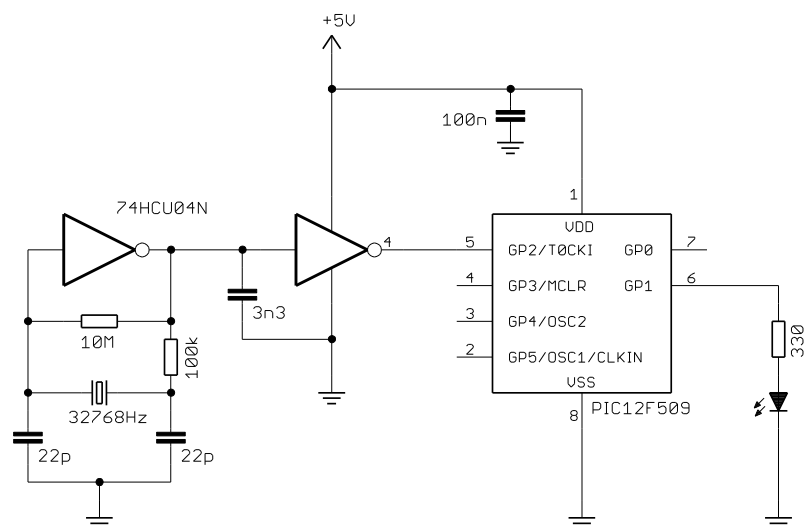 +5V
100n
1
74HCU04N
4
5
VDD
GP2/T0CKI
GP0
7
4
GP3/MCLR
GP1
6
3n3
3
GP4/OSC2
10M
100k
330
2
GP5/OSC1/CLKIN
VSS
32768Hz
8
PIC12F509
22p
22p